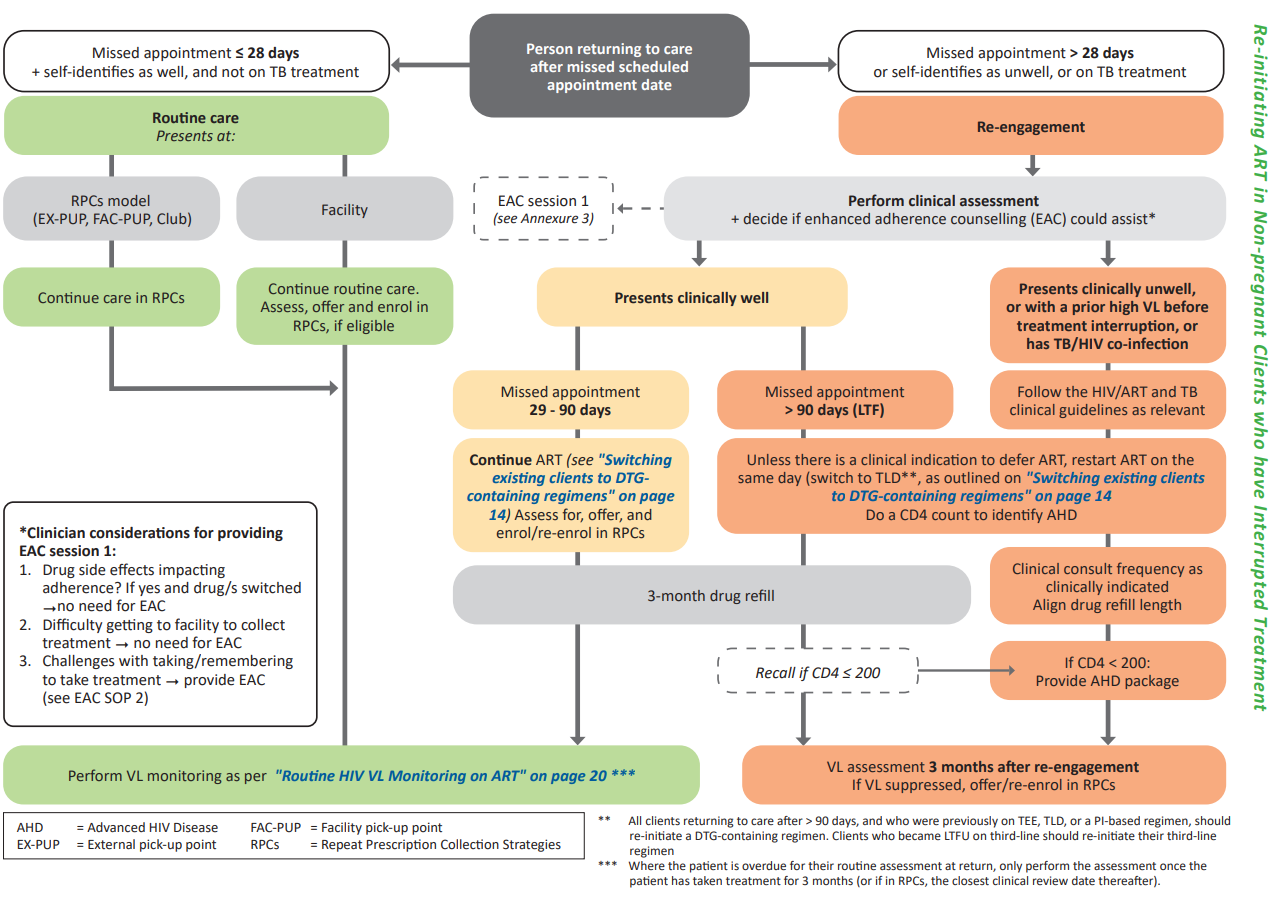 Person returning to care
after missed scheduled
appointment date
Missed appointment ≤ 28 days
+ self-identifies as well, and not on TB treatment
Missed appointment > 28 days
or self-identifies as unwell, or on TB treatment
Routine care
Presents at:
Re-engagement
RPCs model
(EX-PUP, FAC-PUP, Club)
Facility
EAC session 1
(see Annexure 3)
Perform clinical assessment
+ decide if enhanced adherence counselling (EAC) could assist*
Continue care in RPCs
Continue routine care.
Assess, offer and enrol in
RPCs, if eligible
Presents clinically well
Presents clinically unwell,
or with a prior high VL before
treatment interruption, or
has TB/HIV co-infection
Missed appointment
29 - 90 days
Missed appointment
> 90 days (LTF)
Follow the HIV/ART and TB
clinical guidelines as relevant
Continue ART (see "Switching
existing clients to DTG-
containing regimens" on page
14) Assess for, offer, and
enrol/re-enrol in RPCs
Unless there is a clinical indication to defer ART, restart ART on the
same day (switch to TLD**, as outlined on "Switching existing clients
to DTG-containing regimens" on page 14
Do a CD4 count to identify AHD
3-month drug refill
Clinical consult frequency as
clinically indicated
Align drug refill length
Recall if CD4 ≤ 200
If CD4 < 200:
Provide AHD package
*Clinician considerations for providing
EAC session 1:
1. Drug side effects impacting
adherence? If yes and drug/s switched
→no need for EAC
2. Difficulty getting to facility to collect
treatment → no need for EAC
3. Challenges with taking/remembering
to take treatment → provide EAC
(see EAC SOP 2)
Perform VL monitoring as per "Routine HIV VL Monitoring on ART" on page 20 ***
VL assessment 3 months after re-engagement
If VL suppressed, offer/re-enrol in RPCs
AHD = Advanced HIV Disease FAC-PUP = Facility pick-up point
EX-PUP = External pick-up point RPCs = Repeat Prescription Collection Strategies
** All clients returning to care after > 90 days, and who were previously on TEE, TLD, or a PI-based regimen, should
re-initiate a DTG-containing regimen. Clients who became LTFU on third-line should re-initiate their third-line
regimen
*** Where the patient is overdue for their routine assessment at return, only perform the assessment once the
patient has taken treatment for 3 months (or if in RPCs, the closest clinical review date thereafter).
Re-initiating ART in Non-pregnant Clients who have Interrupted Treatment